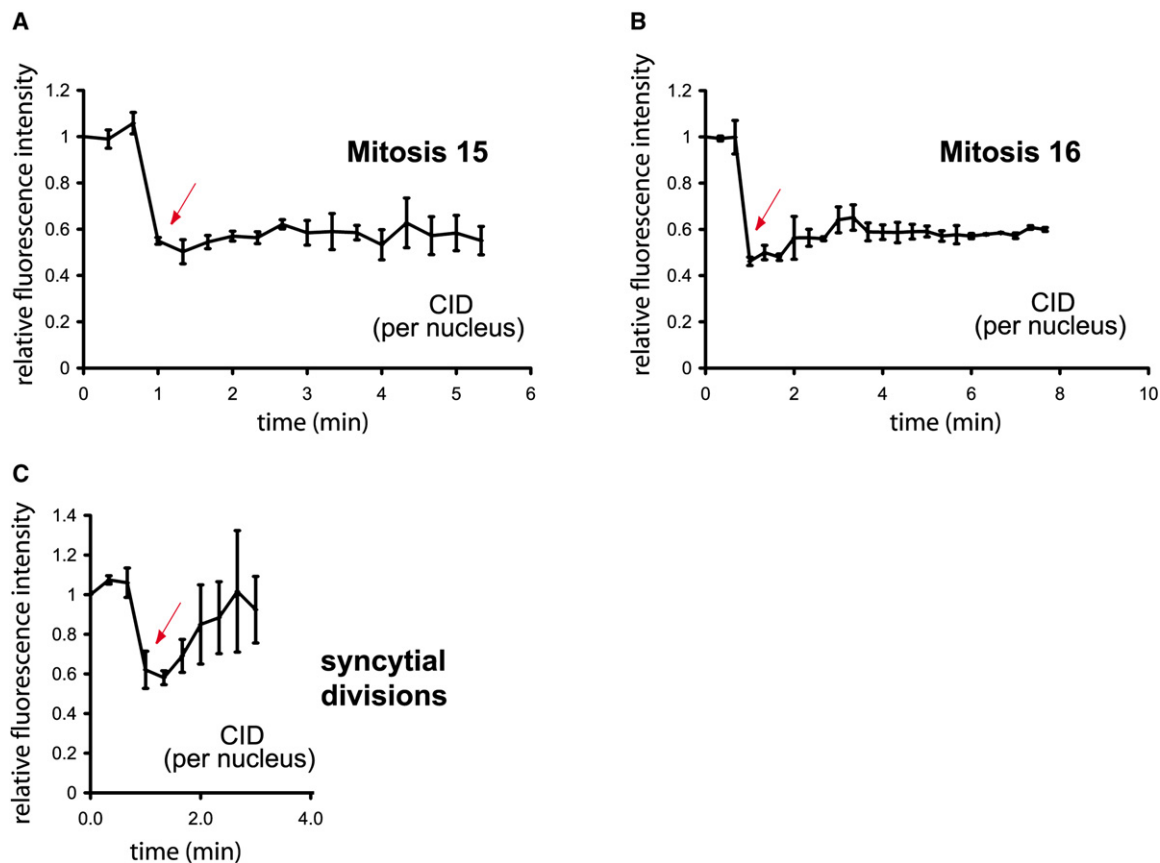 A
relative fluorescence intensity
1.2
1
0.8
0.6
0.4
0.2
0
Mitosis 15
CID
(per nucleus)
0 1 2 3 4 5 6
time (min)
B
relative fluorescence intensity
1.2
1
0.8
0.6
0.4
0.2
0
Mitosis 16
CID
(per nucleus)
0 2 4 6 8 10
time (min)
C
relative fluorescence intensity
1.4
1.2
1
0.8
0.6
0.4
0.2
0
syncytial
divisions
CID
(per nucleus)
0.0 2.0 4.0
time (min)